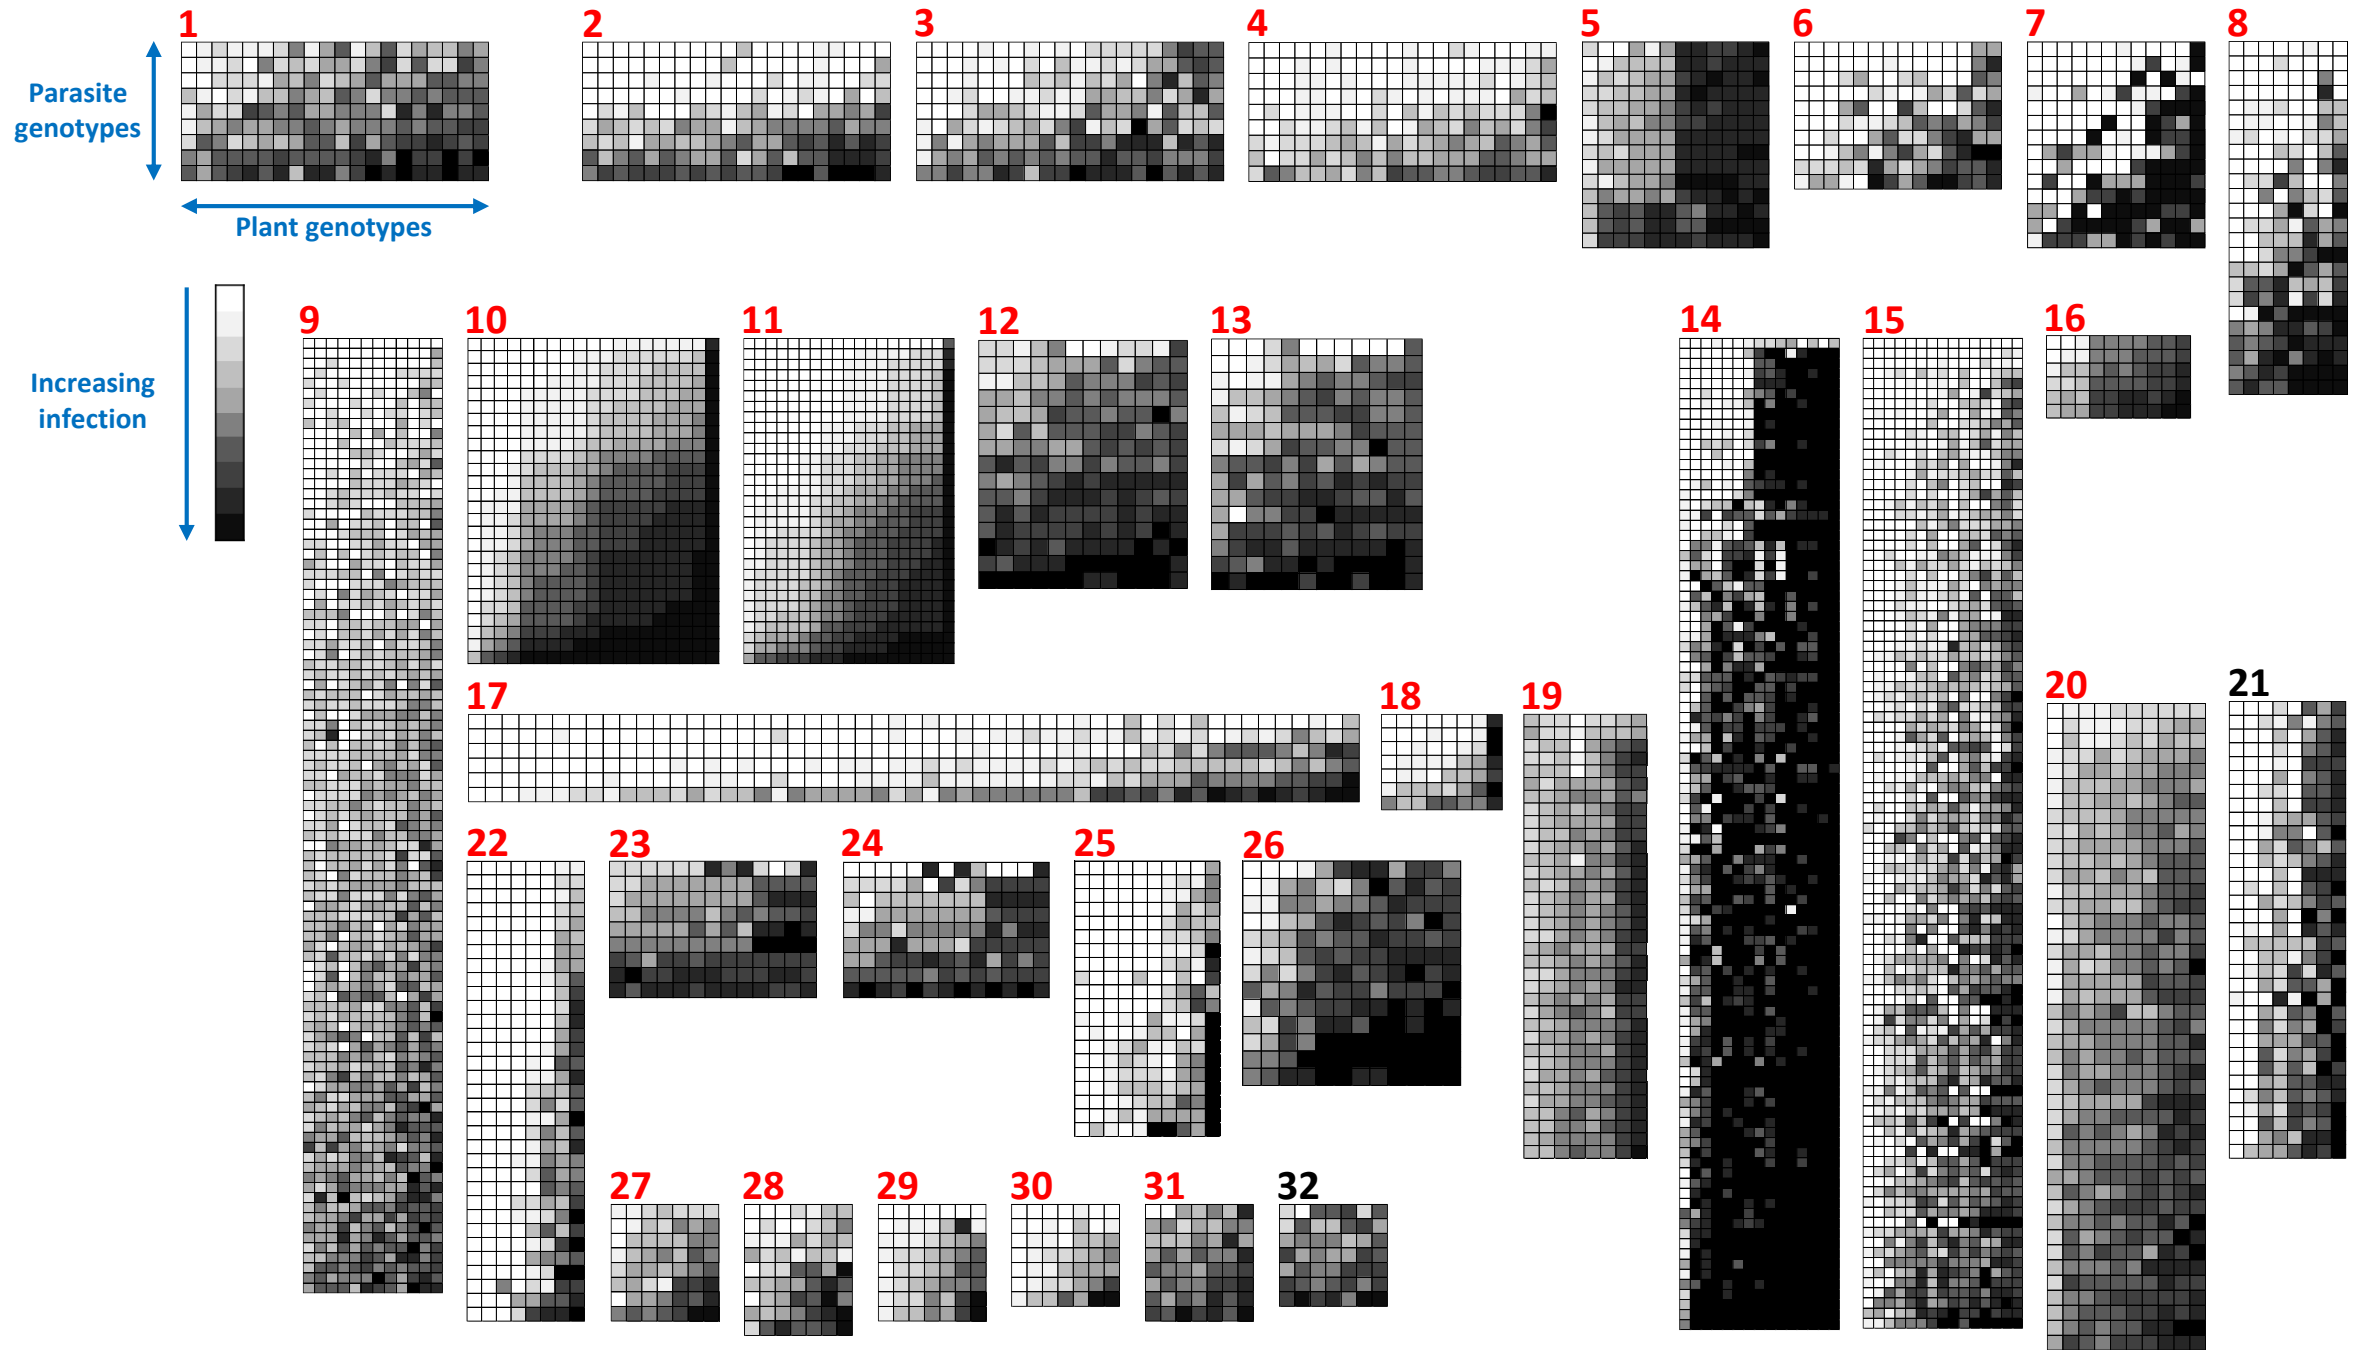 1 2 3 4 5 6 7 8
Parasite
genotypes
Plant genotypes
Increasing
infection
9 10 11 12 13 14 15 16
17 18 19 20 21
22 23 24 25 26
27 28 29 30 31 32